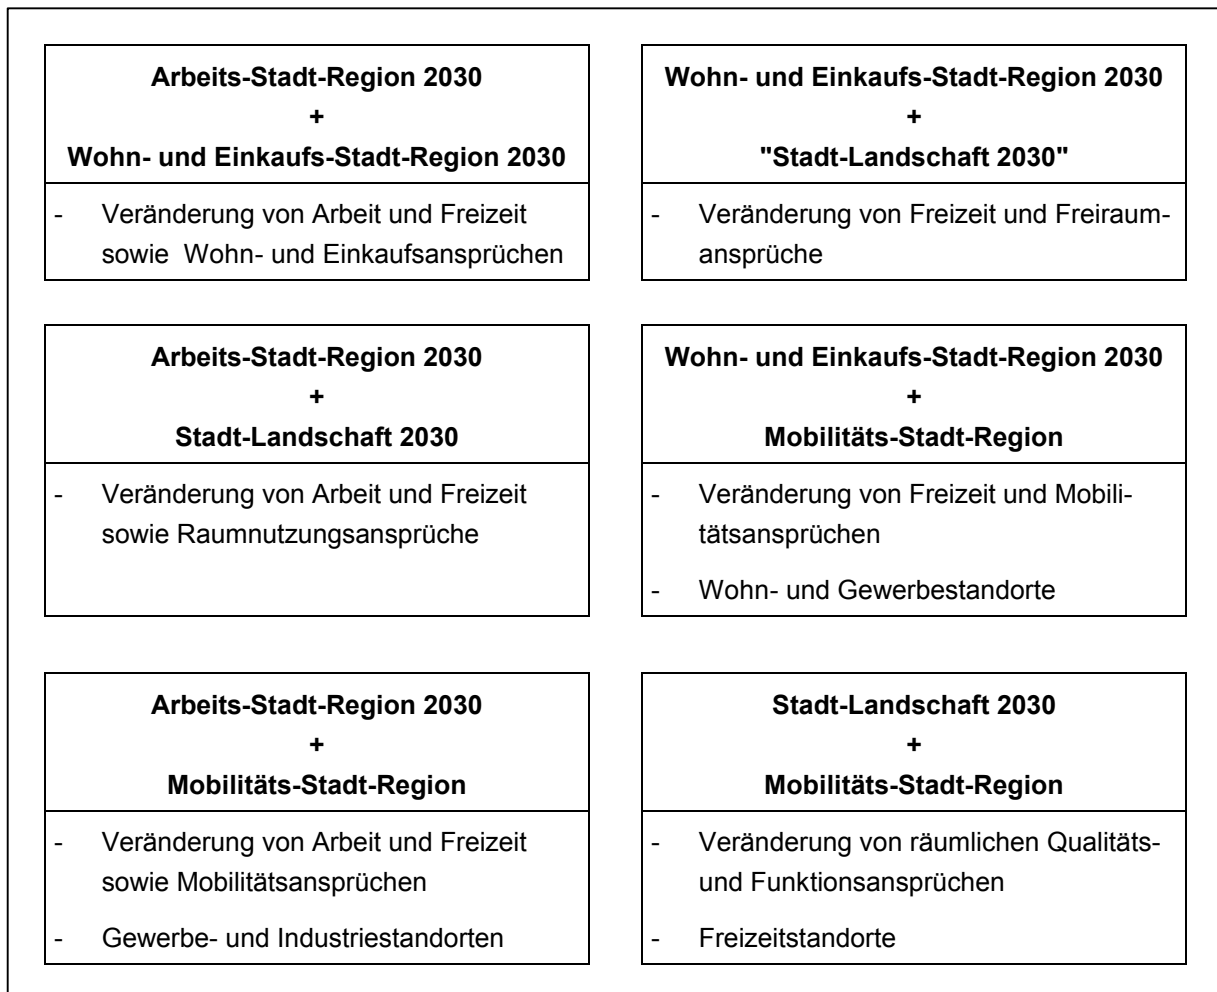 Arbeits-Stadt-Region 2030
+
Wohn- und Einkaufs-Stadt-Region 2030
- Veränderung von Arbeit und Freizeit
sowie Wohn- und Einkaufsansprüchen
Wohn- und Einkaufs-Stadt-Region 2030
+
"Stadt-Landschaft 2030"
- Veränderung von Freizeit und Freiraum-
ansprüche
Arbeits-Stadt-Region 2030
+
Stadt-Landschaft 2030
- Veränderung von Arbeit und Freizeit
sowie Raumnutzungsansprüche
Wohn- und Einkaufs-Stadt-Region 2030
+
Mobilitäts-Stadt-Region
- Veränderung von Freizeit und Mobili-
tätsansprüchen
- Wohn- und Gewerbestandorte
Arbeits-Stadt-Region 2030
+
Mobilitäts-Stadt-Region
- Veränderung von Arbeit und Freizeit
sowie Mobilitätsansprüchen
- Gewerbe- und Industriestandorten
Stadt-Landschaft 2030
+
Mobilitäts-Stadt-Region
- Veränderung von räumlichen Qualitäts-
und Funktionsansprüchen
- Freizeitstandorte